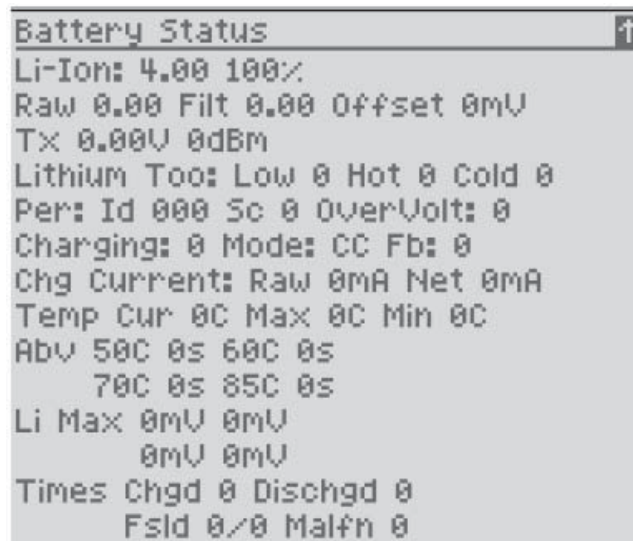 Battery Status
Li-Ion: 4.00 100%
Raw 0.00 Filt 0.00 Offset 0mV
Tx 0.00V 0dBm
Lithium Too: Low 0 Hot 0 Cold 0
Per: Id 000 Sc 0 OverVolt: 0
Charging: 0 Mode: CC Fb: 0
Chg Current: Raw 0mA Net 0mA
Temp Cur 0C Max 0C Min 0C
Abv 50C 0s 60C 0s
70C 0s 85C 0s
Li Max 0mV 0mV
0mV 0mV
Times Chgd 0 Dischgd 0
Fsld 0/0 Malfn 0